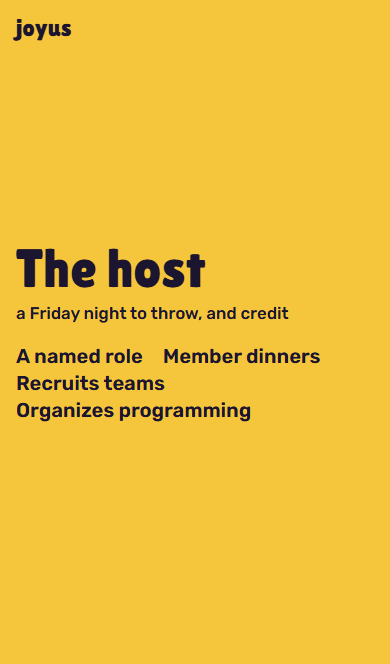 joyus
The host
a Friday night to throw, and credit
A named role Member dinners
Recruits teams
Organizes programming